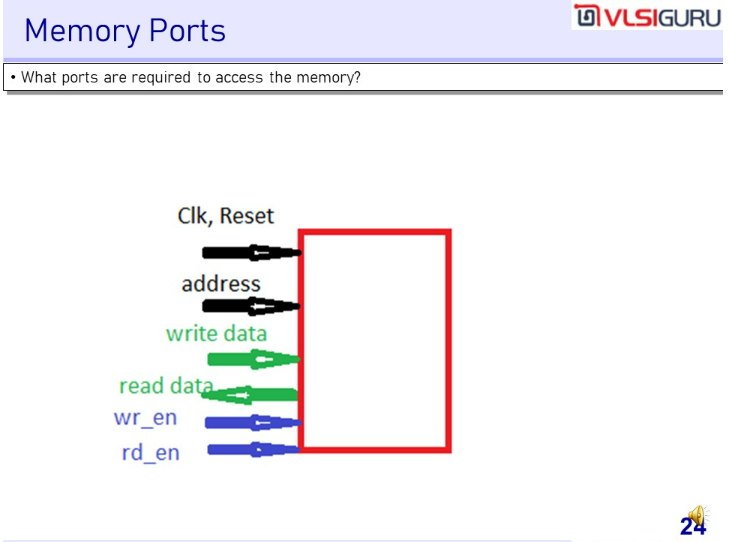 Memory Ports
VLSIGURU
• What ports are required to access the memory?
Clk, Reset
address
write data
read data
wr_en
rd_en
24